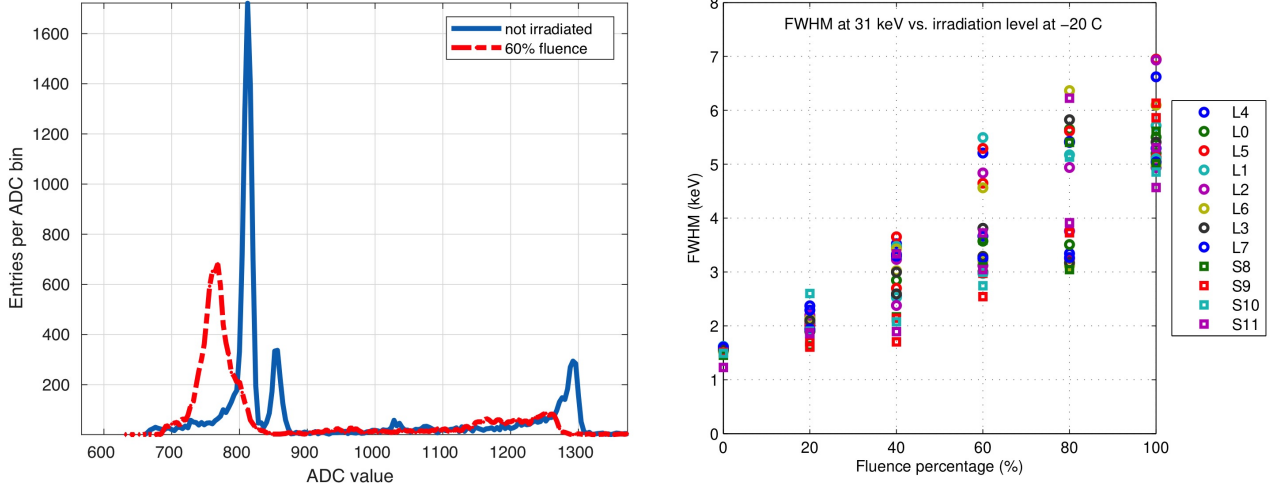 1600
1400
1200
1000
800
600
400
200
Entries per ADC bin
600 700 800 900 1000 1100 1200 1300
ADC value
not irradiated
60% fluence
FWHM at 31 keV vs. irradiation level at −20 C
8
7
6
5
4
3
2
1
0
FWHM (keV)
0 20 40 60 80 100
Fluence percentage (%)
L4
L0
L5
L1
L2
L6
L3
L7
S8
S9
S10
S11